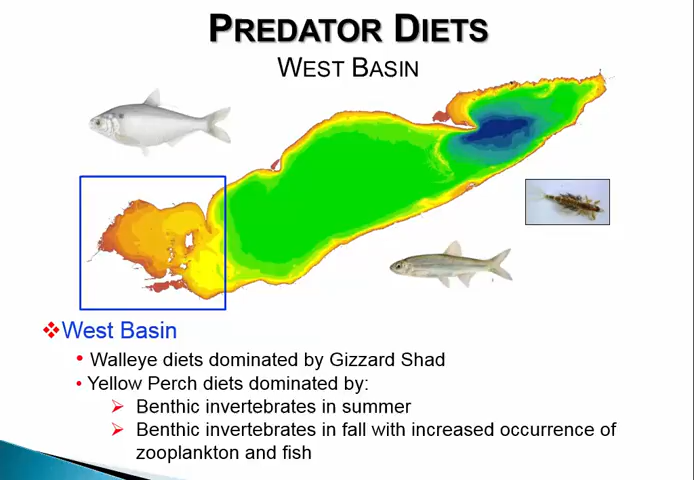 PREDATOR DIETS
WEST BASIN
West Basin
Walleye diets dominated by Gizzard Shad
Yellow Perch diets dominated by:
Benthic invertebrates in summer
Benthic invertebrates in fall with increased occurrence of
zooplankton and fish